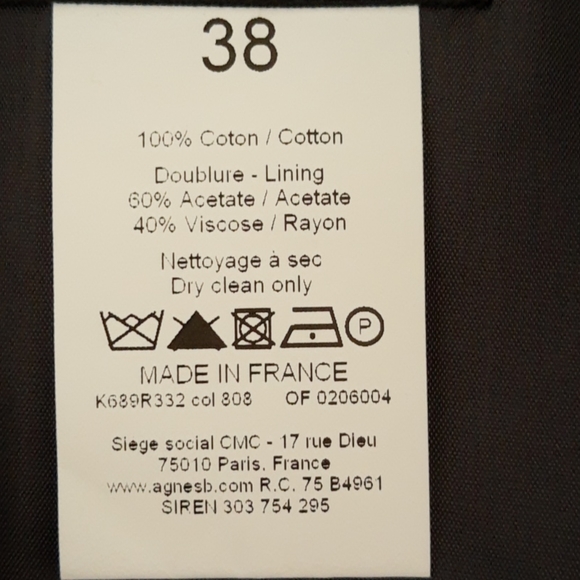 38
100% Coton / Cotton
Doublure - Lining
60% Acetate / Acetate
40% Viscose / Rayon
Nettoyage à sec
Dry clean only
P
MADE IN FRANCE
K689R332 col 808 OF 0206004
Siege social CMC - 17 rue Dieu
75010 Paris. France
www.agnesb.com R.C. 75 B4961
SIREN 303 754 295